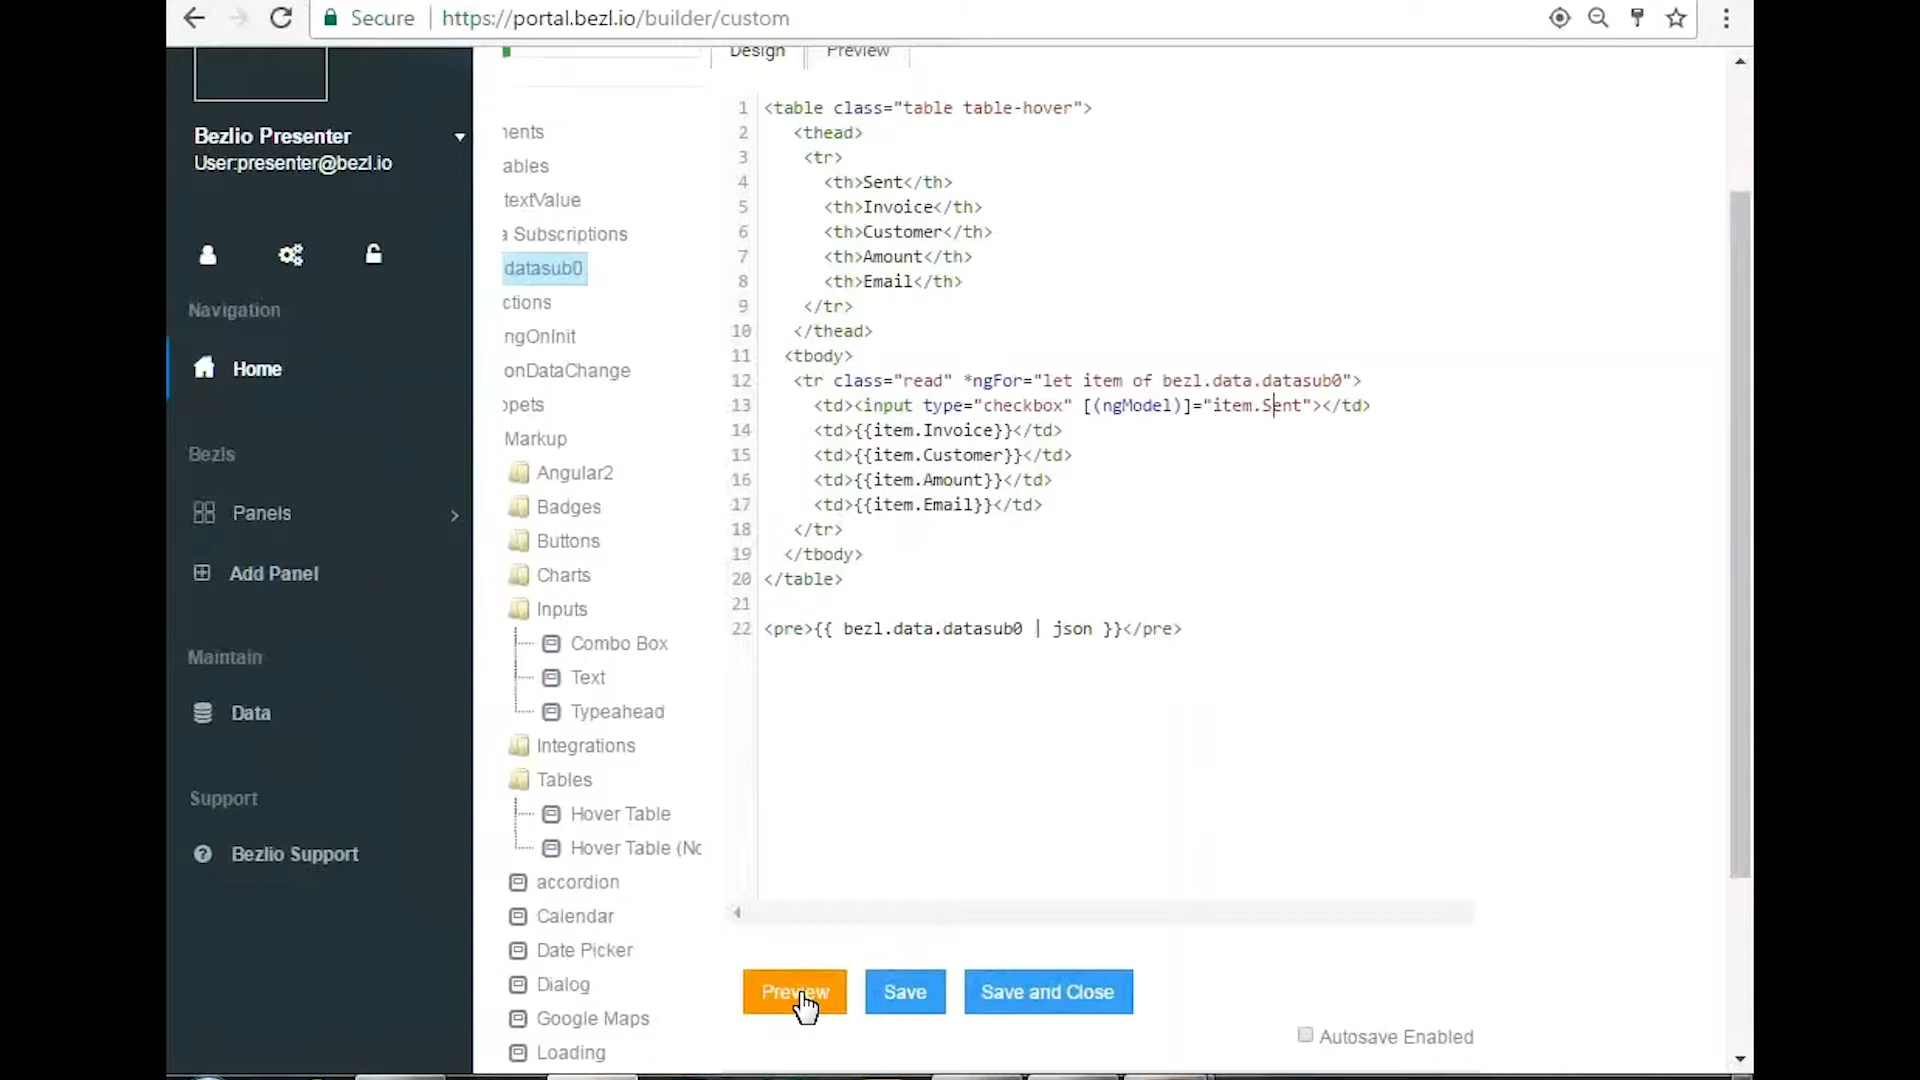 Secure
https://portal.bezl.io/builder/custom
Bezlio Presenter
User:presenter@bezl.io
Navigation
Home
Bezls
Panels
Add Panel
Maintain
Data
Support
Bezlio Support
nents
ables
textValue
a Subscriptions
datasub0
ctions
ngOnInit
onDataChange
ppets
Markup
Angular2
Badges
Buttons
Charts
Inputs
Combo Box
Text
Typeahead
Integrations
Tables
Hover Table
Hover Table (No
accordion
Calendar
Date Picker
Dialog
Google Maps
Loading
Design
Preview
1 <table class="table table-hover">
2 <thead>
3 <tr>
4 <th>Sent</th>
5 <th>Invoice</th>
6 <th>Customer</th>
7 <th>Amount</th>
8 <th>Email</th>
9 </tr>
10 </thead>
11 <tbody>
12 <tr class="read" *ngFor="let item of bezl.data.datasub0">
13 <td><input type="checkbox" [(ngModel)]="item.Sent"></td>
14 <td>{{item.Invoice}}</td>
15 <td>{{item.Customer}}</td>
16 <td>{{item.Amount}}</td>
17 <td>{{item.Email}}</td>
18 </tr>
19 </tbody>
20 </table>
21
22 <pre>{{ bezl.data.datasub0 | json }}</pre>
Preview
Save
Save and Close
Autosave Enabled